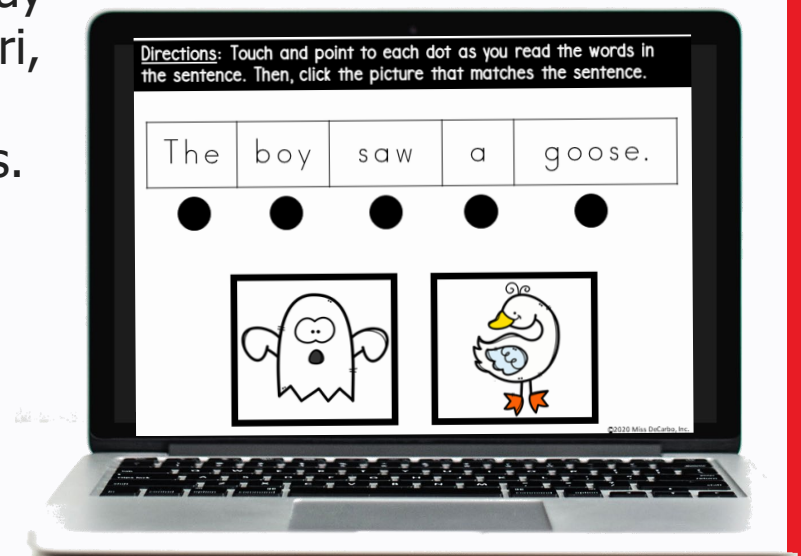 ri,
s.
Directions: Touch and point to each dot as you read the words in
the sentence. Then, click the picture that matches the sentence.
The boy saw a goose.
©2020 Miss DeCarbo, Inc.